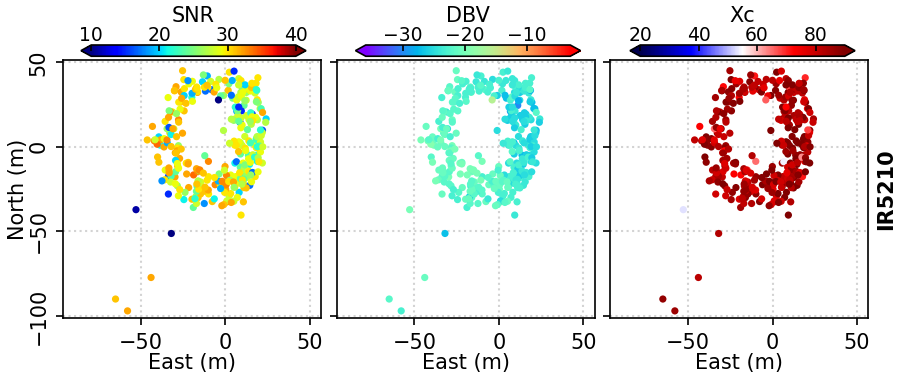 SNR DBV Xc
10 20 30 40 −30 −20 −10 20 40 60 80
50
0
−50
−100
North (m)
−50 0 50 −50 0 50 −50 0 50
East (m) East (m) East (m)
IR5210